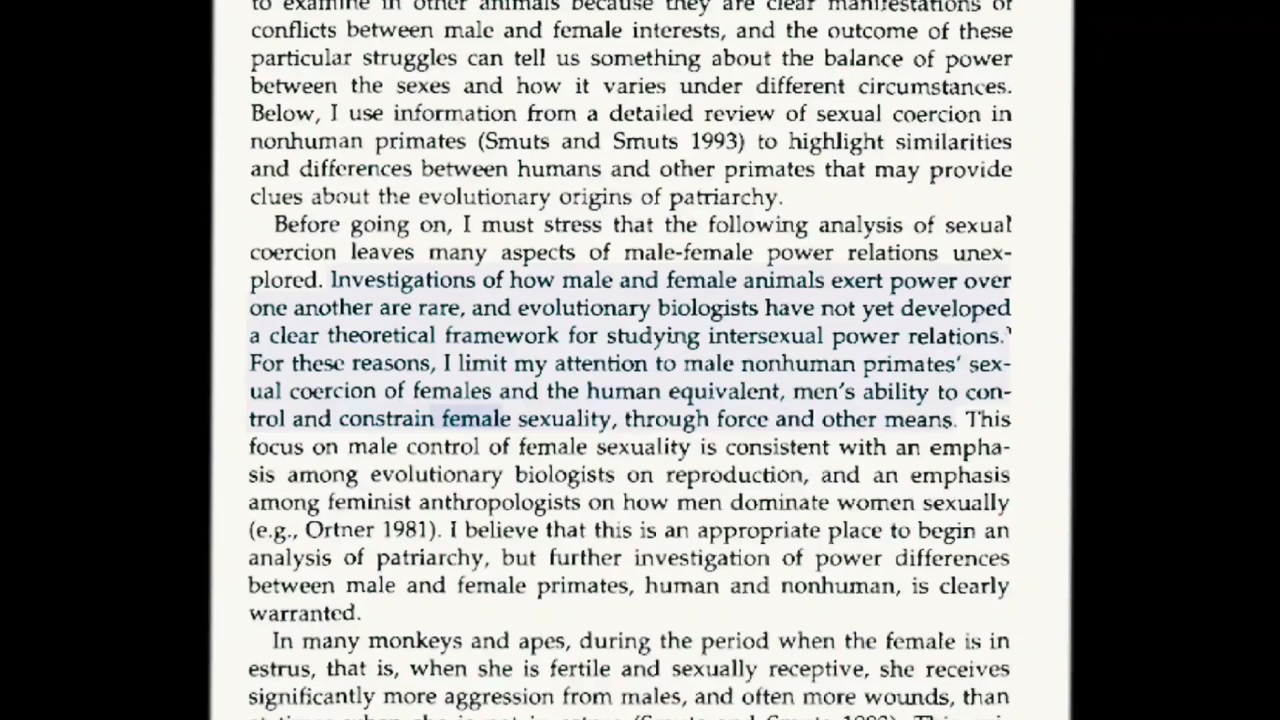 to examine in other animals because they are clear manifestations of
conflicts between male and female interests, and the outcome of these
particular struggles can tell us something about the balance of power
between the sexes and how it varies under different circumstances.
Below, I use information from a detailed review of sexual coercion in
nonhuman primates (Smuts and Smuts 1993) to highlight similarities
and differences between humans and other primates that may provide
clues about the evolutionary origins of patriarchy.
Before going on, I must stress that the following analysis of sexual
coercion leaves many aspects of male-female power relations unex-
plored. Investigations of how male and female animals exert power over
one another are rare, and evolutionary biologists have not yet developed
a clear theoretical framework for studying intersexual power relations.¹
For these reasons, I limit my attention to male nonhuman primates' sex-
ual coercion of females and the human equivalent, men's ability to con-
trol and constrain female sexuality, through force and other means. This
focus on male control of female sexuality is consistent with an empha-
sis among evolutionary biologists on reproduction, and an emphasis
among feminist anthropologists on how men dominate women sexually
(e.g., Ortner 1981). I believe that this is an appropriate place to begin an
analysis of patriarchy, but further investigation of power differences
between male and female primates, human and nonhuman, is clearly
warranted.
In many monkeys and apes, during the period when the female is in
estrus, that is, when she is fertile and sexually receptive, she receives
significantly more aggression from males, and often more wounds, than